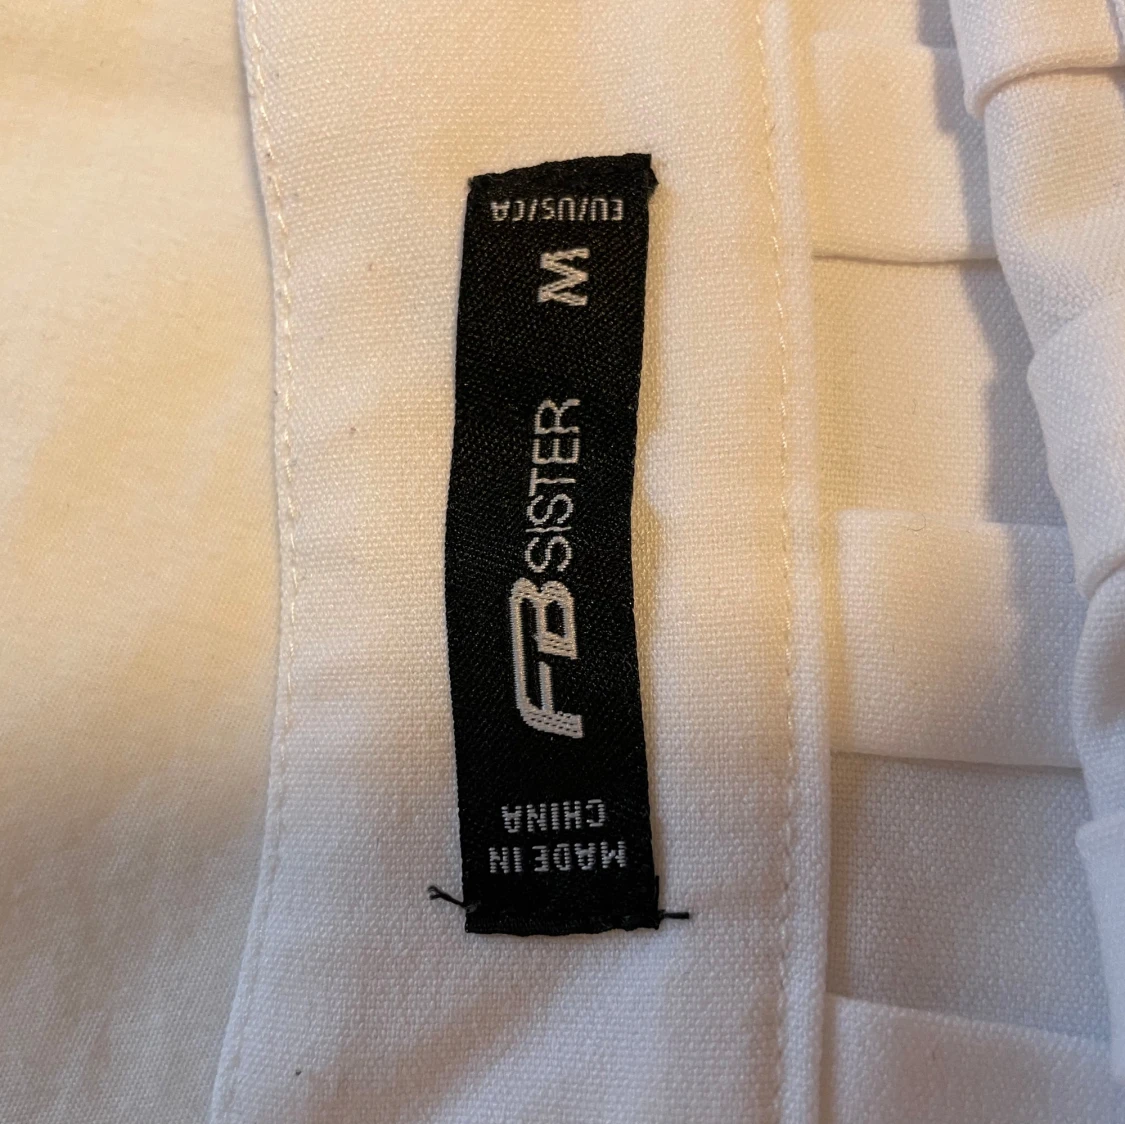 EU/US/CA
M
FB SISTER
MADE IN
CHINA